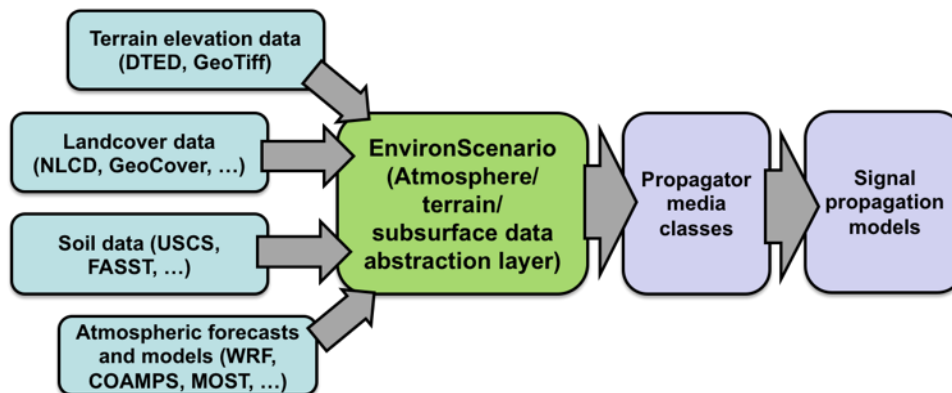 Terrain elevation data
(DTED, GeoTiff)
Landcover data
(NLCD, GeoCover, …)
Soil data (USCS,
FASST, …)
Atmospheric forecasts
and models (WRF,
COAMPS, MOST, …)
EnvironScenario
(Atmosphere/
terrain/
subsurface data
abstraction layer)
Propagator
media
classes
Signal
propagation
models